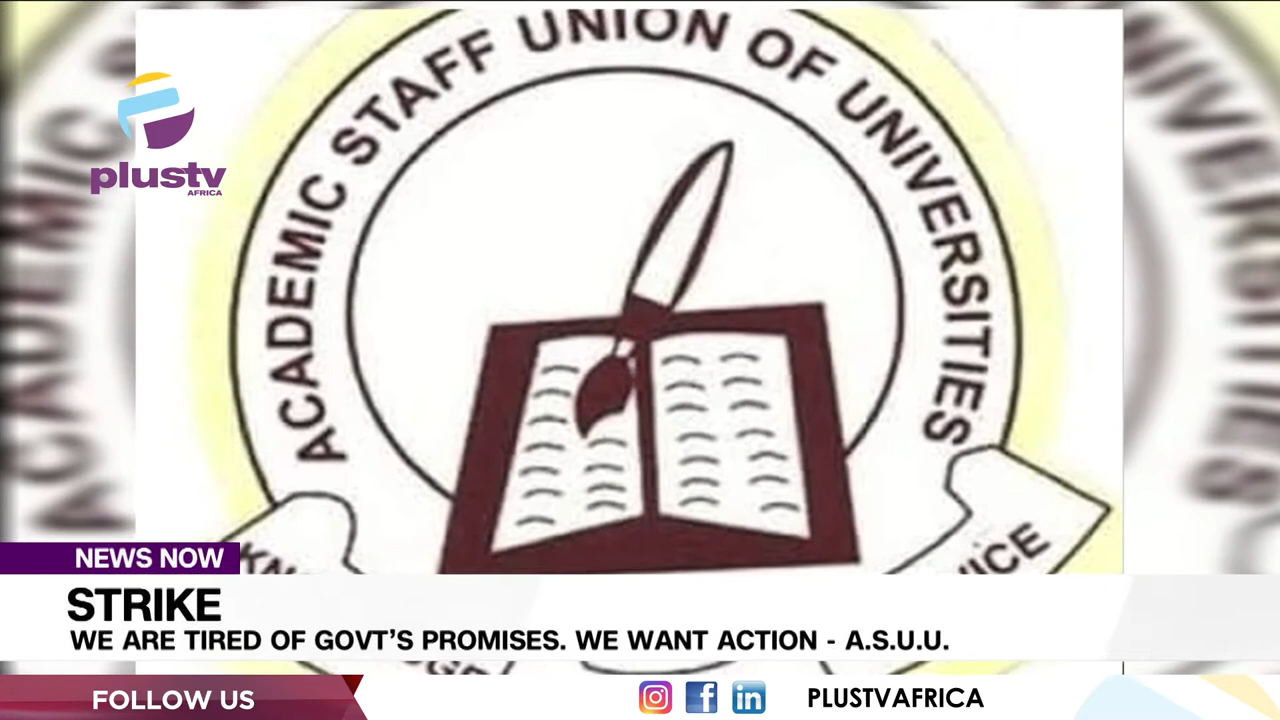 ACADEMIC STAFF UNION OF UNIVERSITIES
plustv
AFRICA
NEWS NOW
STRIKE
WE ARE TIRED OF GOVT'S PROMISES. WE WANT ACTION - A.S.U.U.
FOLLOW US
PLUSTVAFRICA